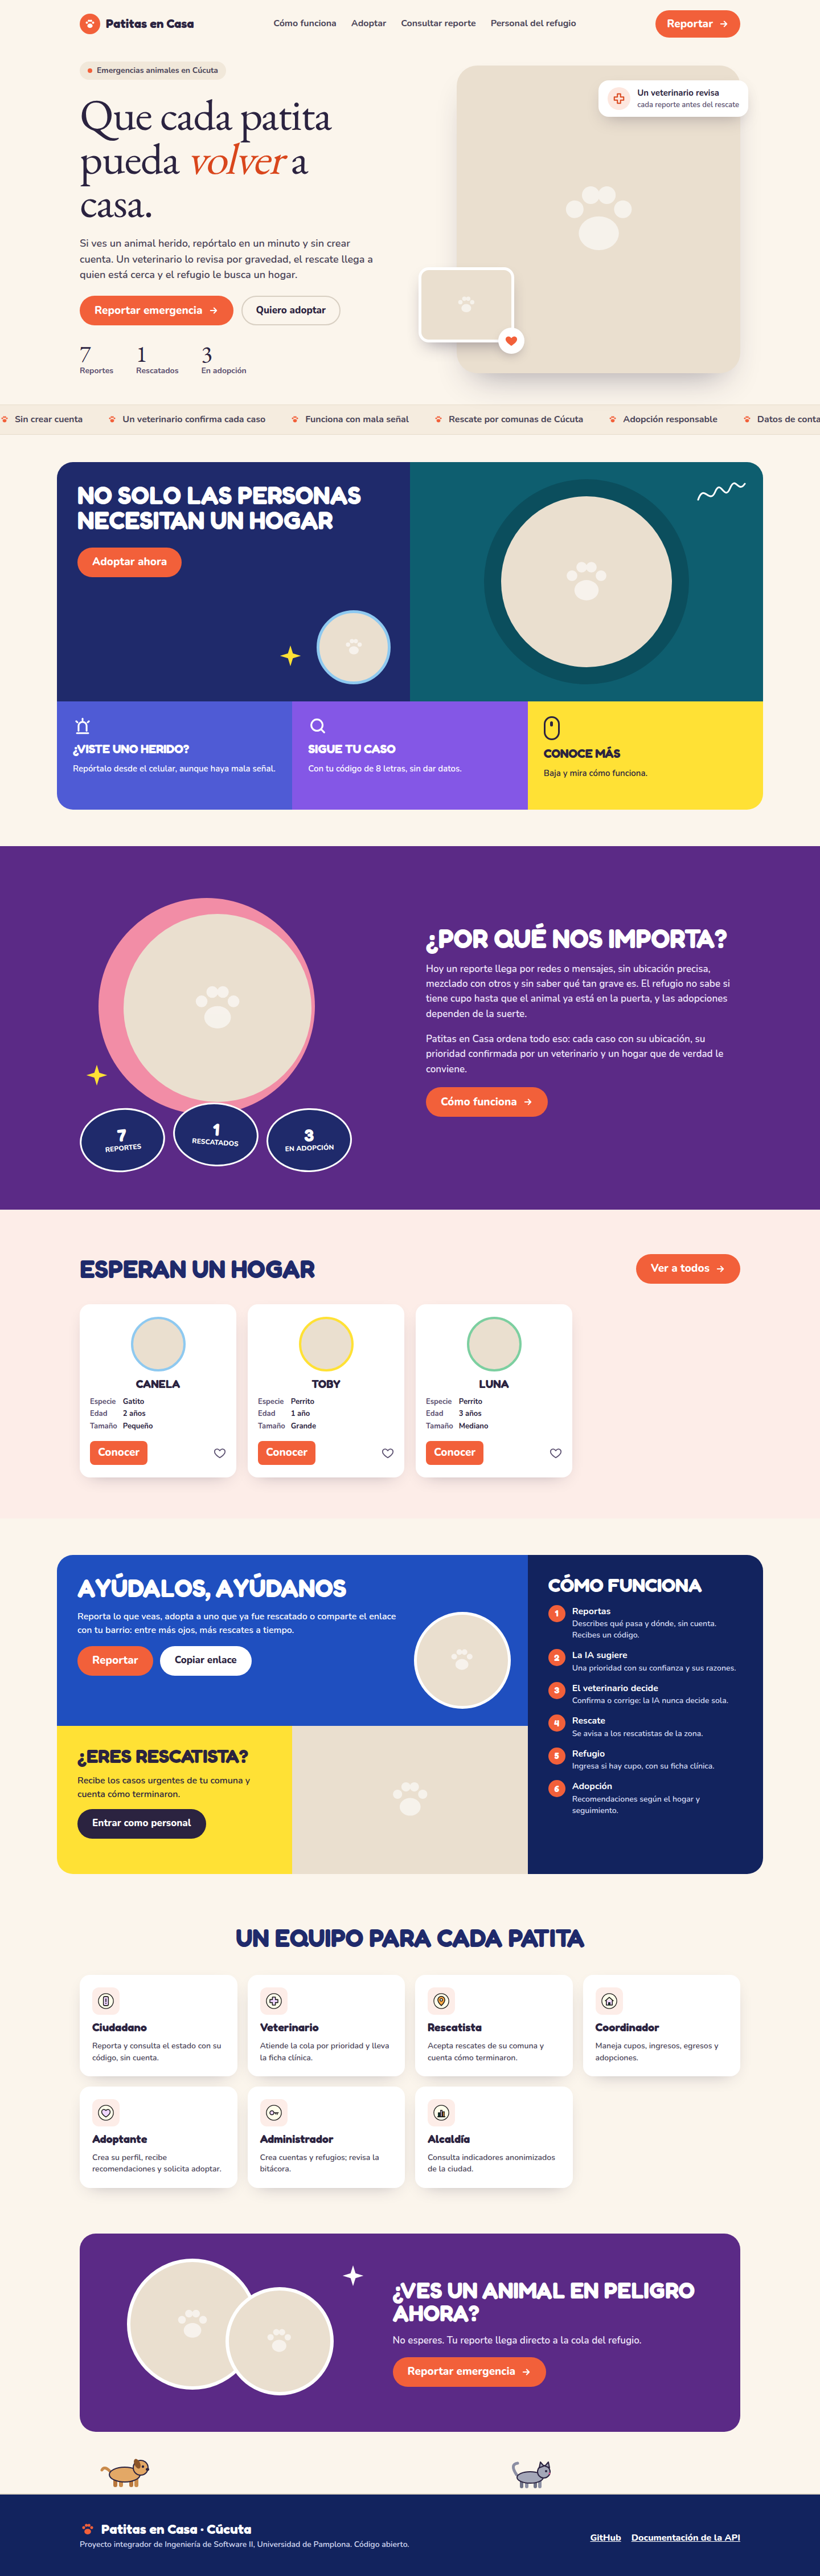 Patitas en Casa
Cómo funciona
Adoptar
Consultar reporte
Personal del refugio
Reportar
Emergencias animales en Cúcuta
Que cada patita
pueda volver a
casa.
Si ves un animal herido, repórtalo en un minuto y sin crear
cuenta. Un veterinario lo revisa por gravedad, el rescate llega a
quien está cerca y el refugio le busca un hogar.
Reportar emergencia
Quiero adoptar
7
Reportes
1
Rescatados
3
En adopción
Un veterinario revisa
cada reporte antes del rescate
Sin crear cuenta
Un veterinario confirma cada caso
Funciona con mala señal
Rescate por comunas de Cúcuta
Adopción responsable
Datos de conta
NO SOLO LAS PERSONAS
NECESITAN UN HOGAR
Adoptar ahora
¿VISTE UNO HERIDO?
Repórtalo desde el celular, aunque haya mala señal.
SIGUE TU CASO
Con tu código de 8 letras, sin dar datos.
CONOCE MÁS
Baja y mira cómo funciona.
¿POR QUÉ NOS IMPORTA?
Hoy un reporte llega por redes o mensajes, sin ubicación precisa,
mezclado con otros y sin saber qué tan grave es. El refugio no sabe si
tiene cupo hasta que el animal ya está en la puerta, y las adopciones
dependen de la suerte.
Patitas en Casa ordena todo eso: cada caso con su ubicación, su
prioridad confirmada por un veterinario y un hogar que de verdad le
conviene.
Cómo funciona
7
REPORTES
1
RESCATADOS
3
EN ADOPCIÓN
ESPERAN UN HOGAR
Ver a todos
CANELA
Especie Gatito
Edad 2 años
Tamaño Pequeño
Conocer
TOBY
Especie Perrito
Edad 1 año
Tamaño Grande
Conocer
LUNA
Especie Perrito
Edad 3 años
Tamaño Mediano
Conocer
AYÚDALOS, AYÚDANOS
Reporta lo que veas, adopta a uno que ya fue rescatado o comparte el enlace
con tu barrio: entre más ojos, más rescates a tiempo.
Reportar
Copiar enlace
¿ERES RESCATISTA?
Recibe los casos urgentes de tu comuna y
cuenta cómo terminaron.
Entrar como personal
CÓMO FUNCIONA
1
Reportas
Describes qué pasa y dónde, sin cuenta.
Recibes un código.
2
La IA sugiere
Una prioridad con su confianza y sus razones.
3
El veterinario decide
Confirma o corrige: la IA nunca decide sola.
4
Rescate
Se avisa a los rescatistas de la zona.
5
Refugio
Ingresa si hay cupo, con su ficha clínica.
6
Adopción
Recomendaciones según el hogar y
seguimiento.
UN EQUIPO PARA CADA PATITA
Ciudadano
Reporta y consulta el estado con su
código, sin cuenta.
Veterinario
Atiende la cola por prioridad y lleva
la ficha clínica.
Rescatista
Acepta rescates de su comuna y
cuenta cómo terminaron.
Coordinador
Maneja cupos, ingresos, egresos y
adopciones.
Adoptante
Crea su perfil, recibe
recomendaciones y solicita adoptar.
Administrador
Crea cuentas y refugios; revisa la
bitácora.
Alcaldía
Consulta indicadores anonimizados
de la ciudad.
¿VES UN ANIMAL EN PELIGRO
AHORA?
No esperes. Tu reporte llega directo a la cola del refugio.
Reportar emergencia
Patitas en Casa · Cúcuta
Proyecto integrador de Ingeniería de Software II, Universidad de Pamplona. Código abierto.
GitHub
Documentación de la API